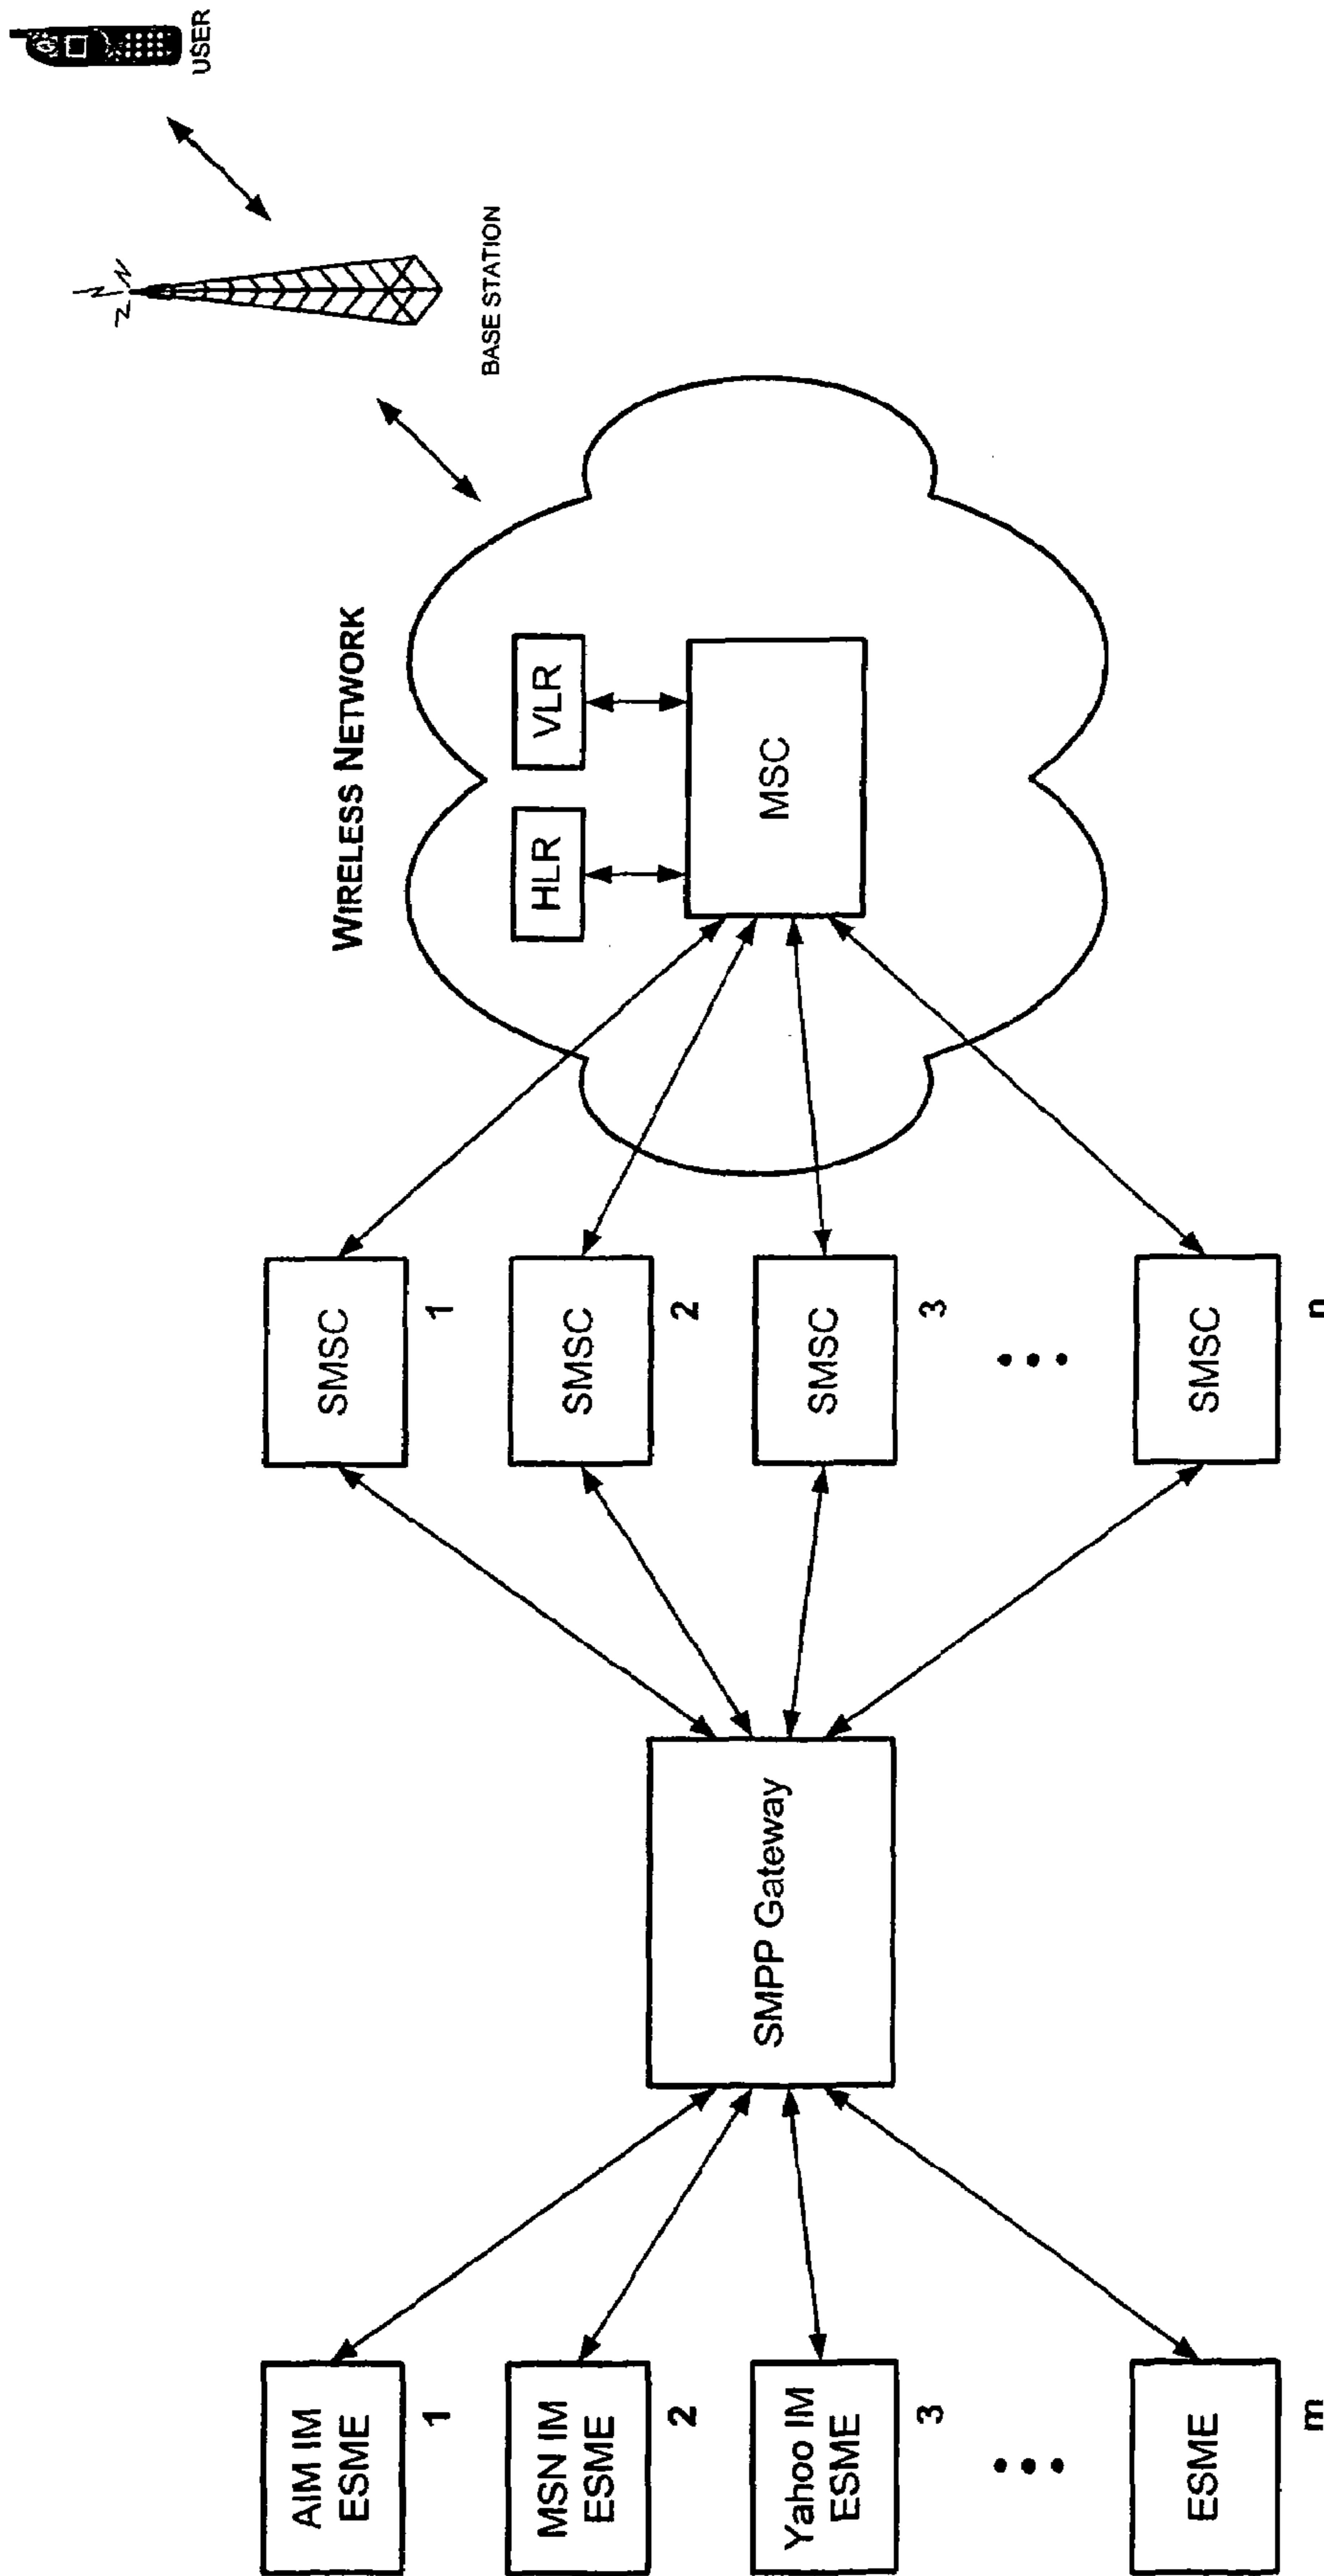 USER
BASE STATION
WIRELESS NETWORK
HLR
VLR
MSC
SMSC
1
SMSC
2
SMSC
3
SMSC
n
SMPP Gateway
AIM IM
ESME
1
MSN IM
ESME
2
Yahoo IM
ESME
3
ESME
m